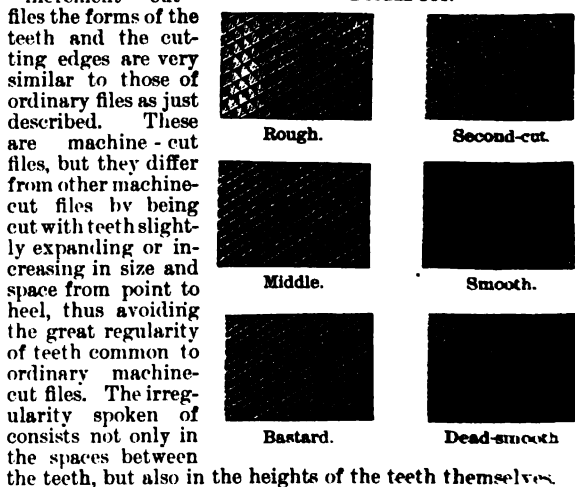 files the forms of the
teeth and the cut-
ting edges are very
similar to those of
ordinary files as just
described. These
are machine-cut
files, but they differ
from other machine-
cut files by being
cut with teeth slight-
ly expanding or in-
creasing in size and
space from point to
heel, thus avoiding
the great regularity
of teeth common to
ordinary machine-
cut files. The irreg-
ularity spoken of
consists not only in
the spaces between
the teeth, but also in the heights of the teeth themselves.
Rough.
Second-cut.
Middle.
Smooth.
Bastard.
Dead-smooth